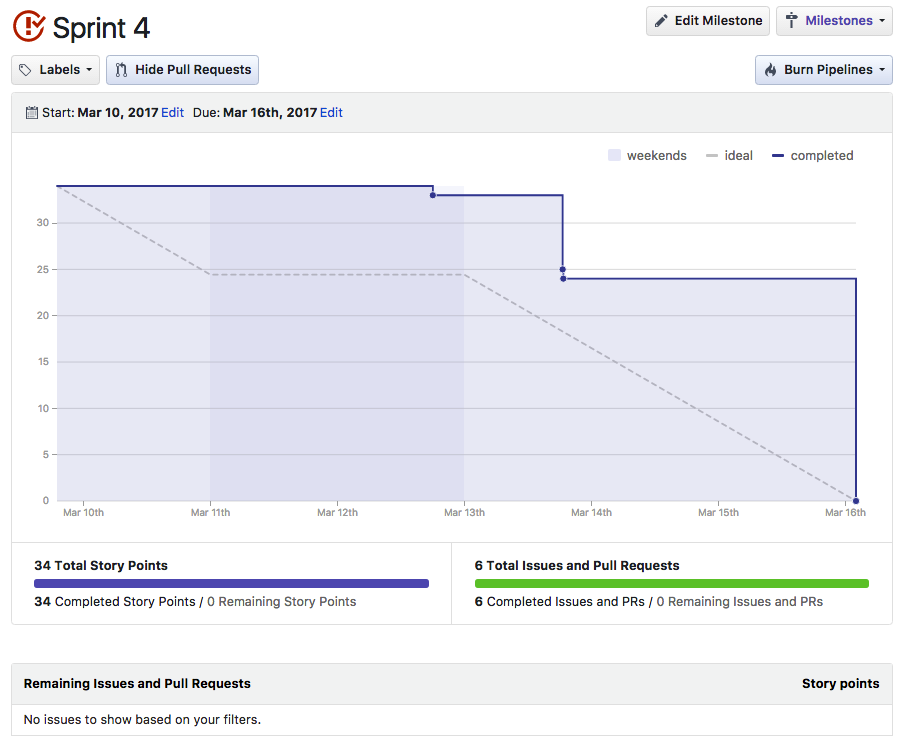 Sprint 4
Edit Milestone
Milestones
Labels
Hide Pull Requests
Burn Pipelines
Start: Mar 10, 2017 Edit Due: Mar 16th, 2017 Edit
weekends
ideal
completed
30
25
20
15
10
5
0
Mar 10th
Mar 11th
Mar 12th
Mar 13th
Mar 14th
Mar 15th
Mar 16th
34 Total Story Points
34 Completed Story Points / 0 Remaining Story Points
6 Total Issues and Pull Requests
6 Completed Issues and PRs / 0 Remaining Issues and PRs
Remaining Issues and Pull Requests
Story points
No issues to show based on your filters.